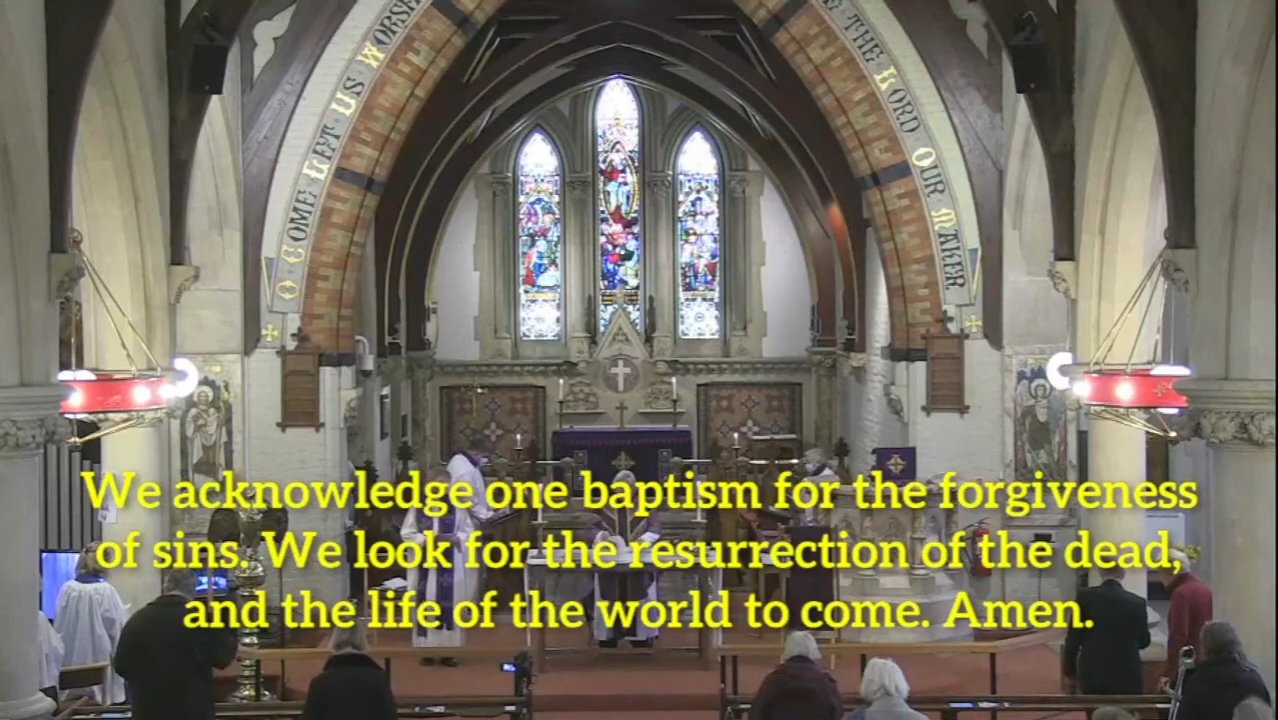 O COME LET US WORSH
E THE LORD OUR MAKER
We acknowledge one baptism for the forgiveness
of sins. We look for the resurrection of the dead,
and the life of the world to come. Amen.